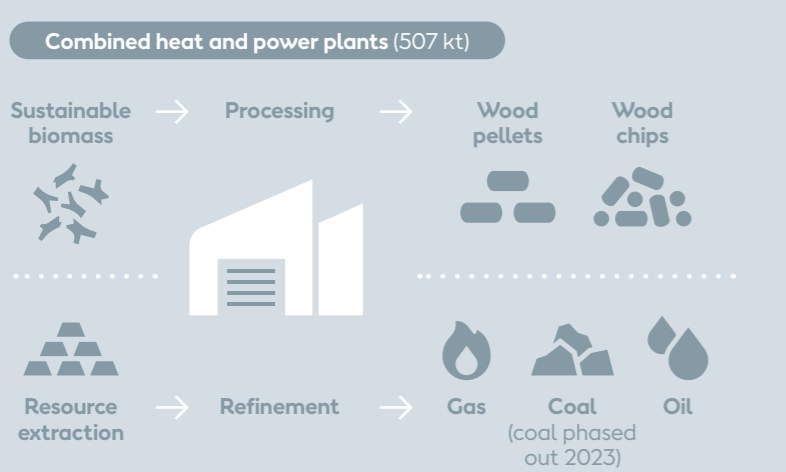 Combined heat and power plants (507 kt)
Sustainable
biomass
Processing
Wood
pellets
Wood
chips
Resource
extraction
Refinement
Gas
Coal
(coal phased
out 2023)
Oil